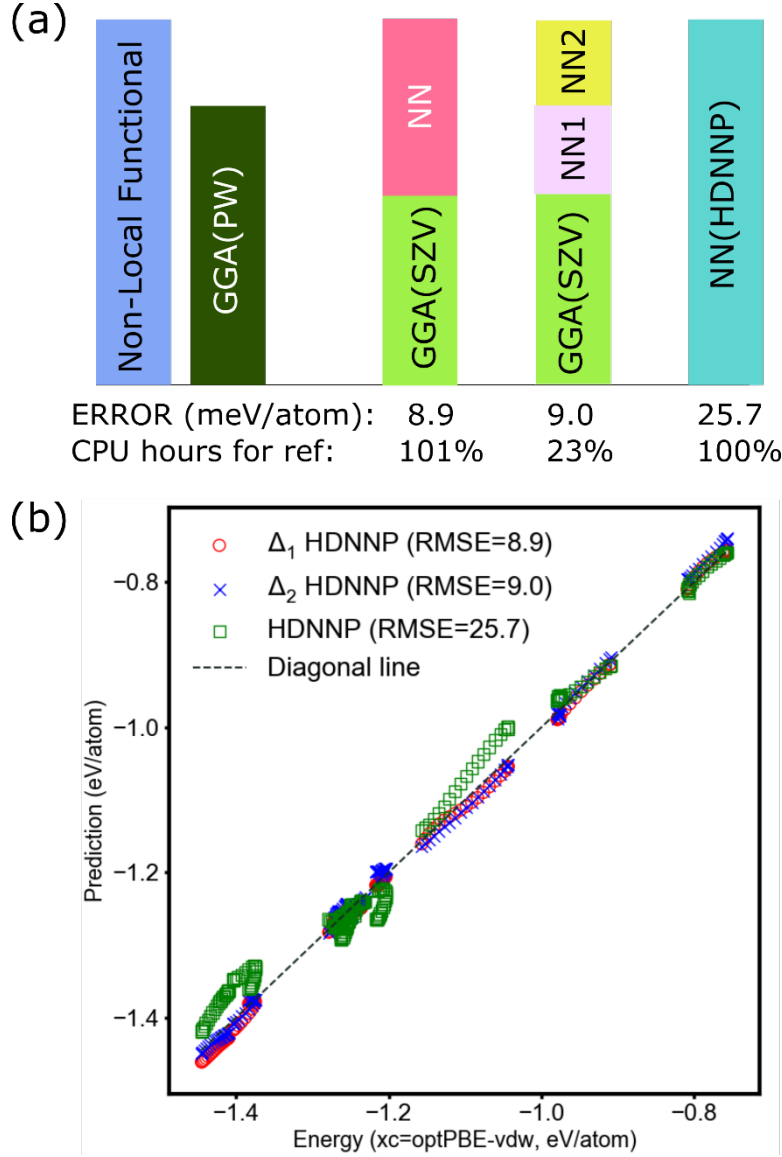 (a)
Non-Local Functional
GGA(PW)
NN
GGA(SZV)
NN2
NN1
GGA(SZV)
NN(HDNNP)
ERROR (meV/atom): 8.9 9.0 25.7
CPU hours for ref: 101% 23% 100%
(b)
Δ₁ HDNNP (RMSE=8.9)
Δ₂ HDNNP (RMSE=9.0)
HDNNP (RMSE=25.7)
Diagonal line
Prediction (eV/atom)
−0.8
−1.0
−1.2
−1.4
−1.4 −1.2 −1.0 −0.8
Energy (xc=optPBE-vdw, eV/atom)